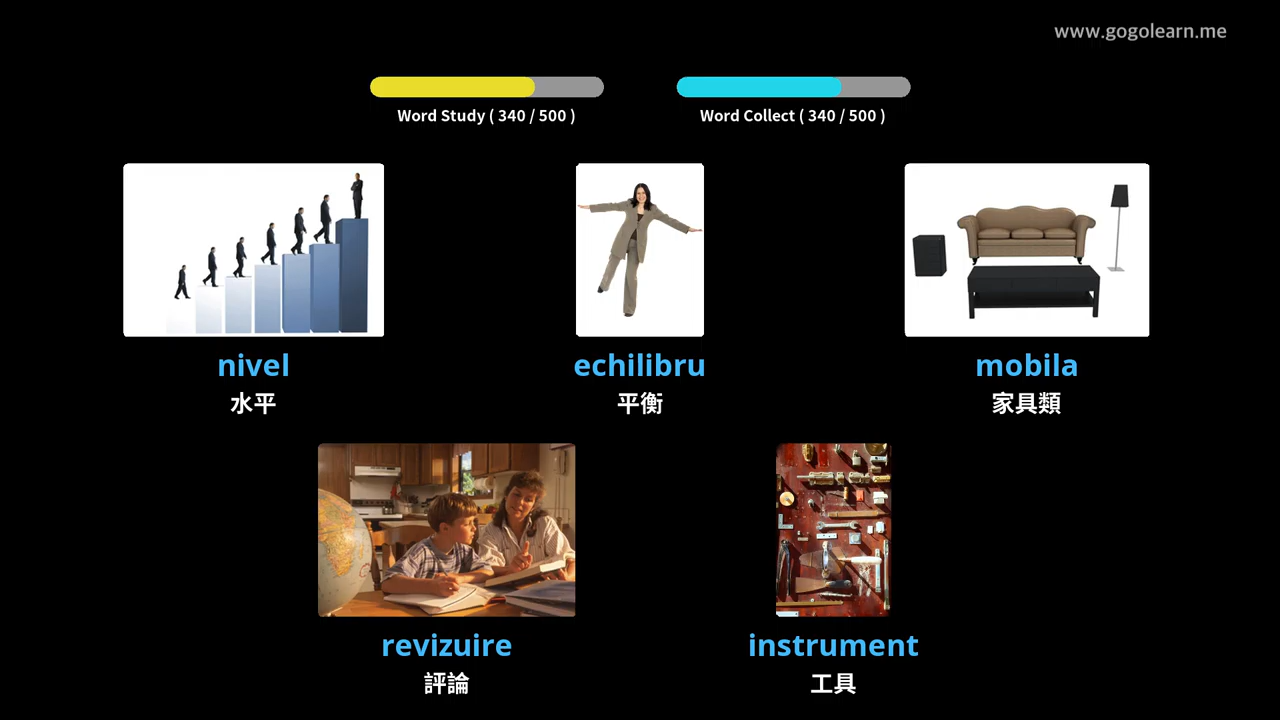 www.gogolearn.me
Word Study ( 340 / 500 )
Word Collect ( 340 / 500 )
nivel
水平
echilibru
平衡
mobila
家具類
revizuire
評論
instrument
工具